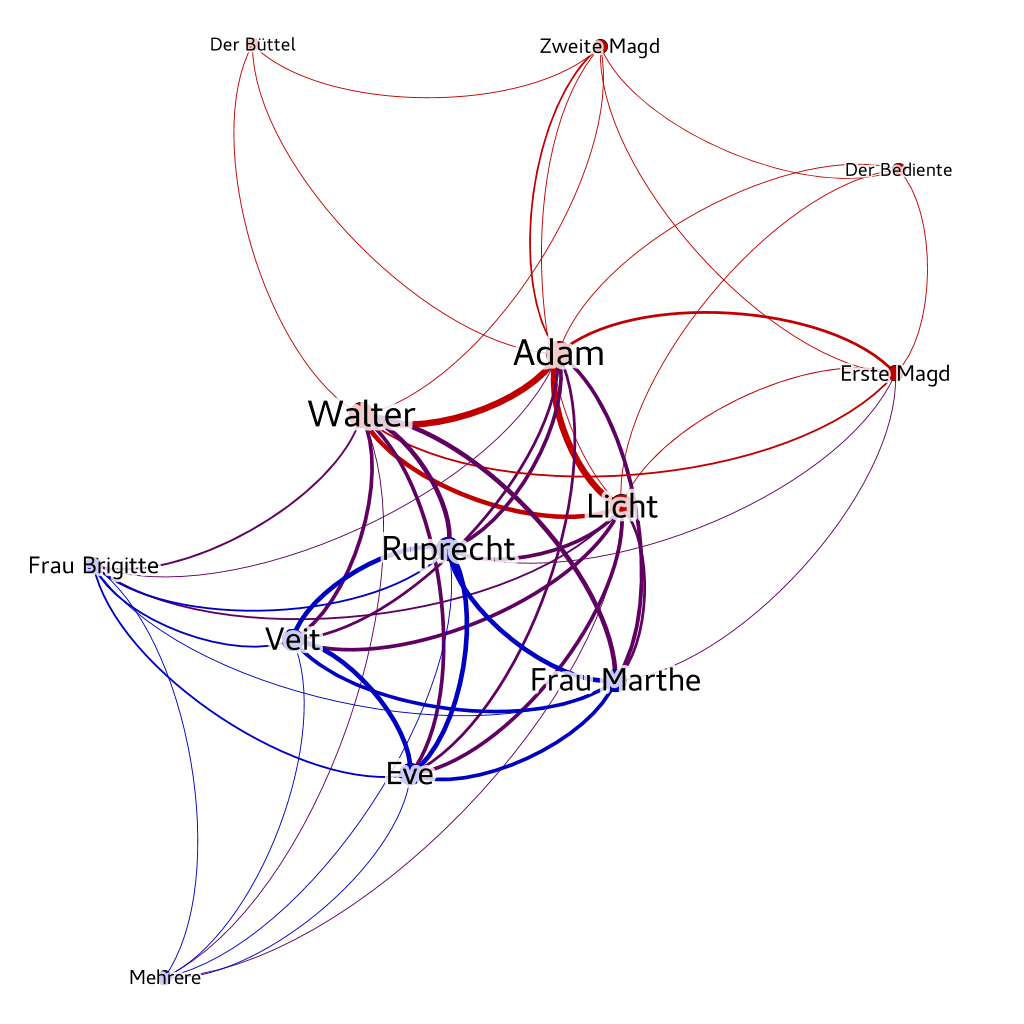 Der Büttel
Zweite Magd
Der Bediente
Adam
Erste Magd
Walter
Licht
Ruprecht
Frau Brigitte
Veit
Frau Marthe
Eve
Mehrere